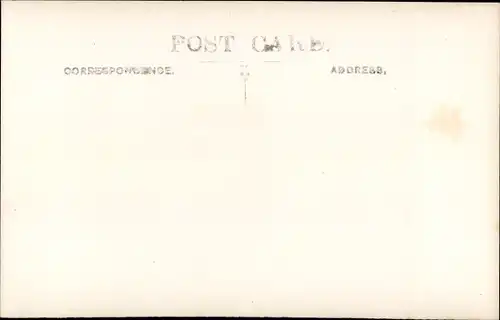 POST CARD.
CORRESPONDENCE.
ADDRESS.